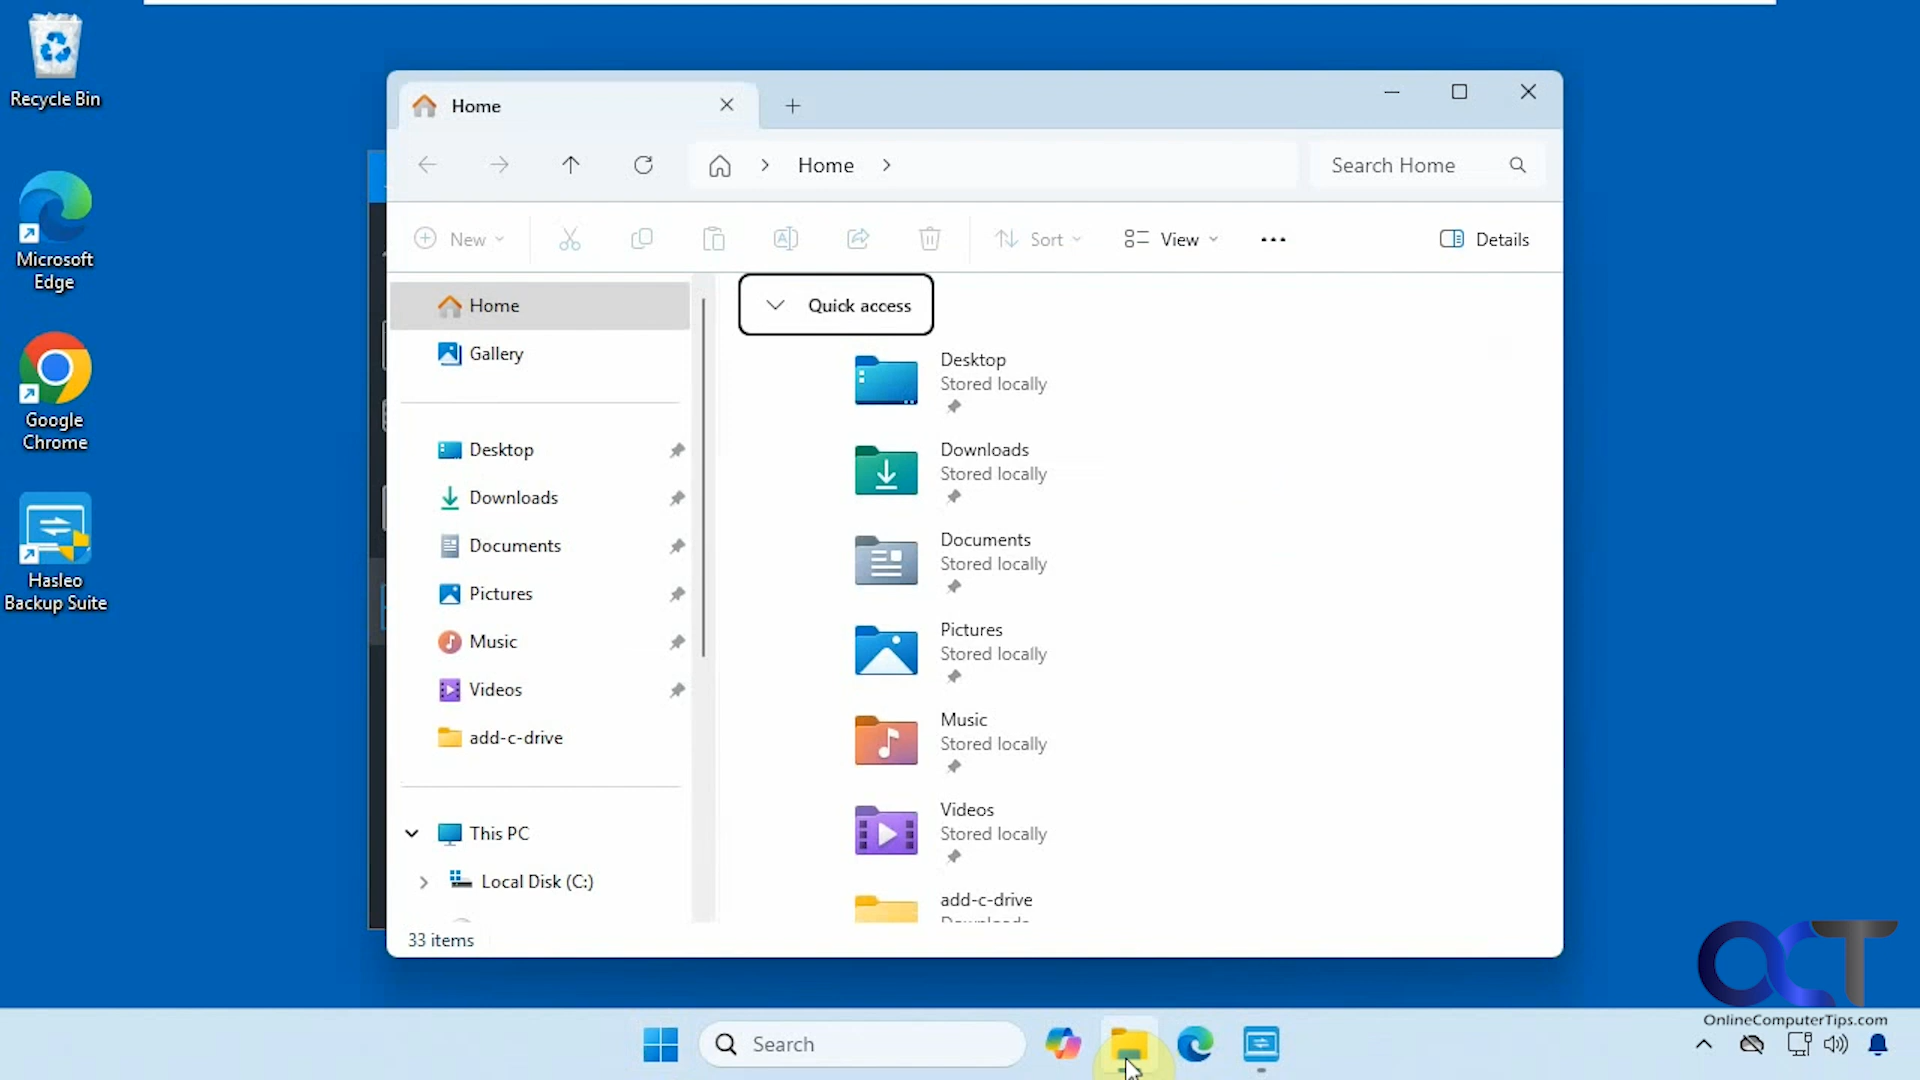 Recycle Bin
Microsoft
Edge
Google
Chrome
Hasleo
Backup Suite
Home
Home
Search Home
New
Sort
View
Details
Home
Gallery
Desktop
Downloads
Documents
Pictures
Music
Videos
add-c-drive
This PC
Local Disk (C:)
33 items
Quick access
Desktop
Stored locally
Downloads
Stored locally
Documents
Stored locally
Pictures
Stored locally
Music
Stored locally
Videos
Stored locally
add-c-drive
Downloads
Search
OCT
OnlineComputerTips.com